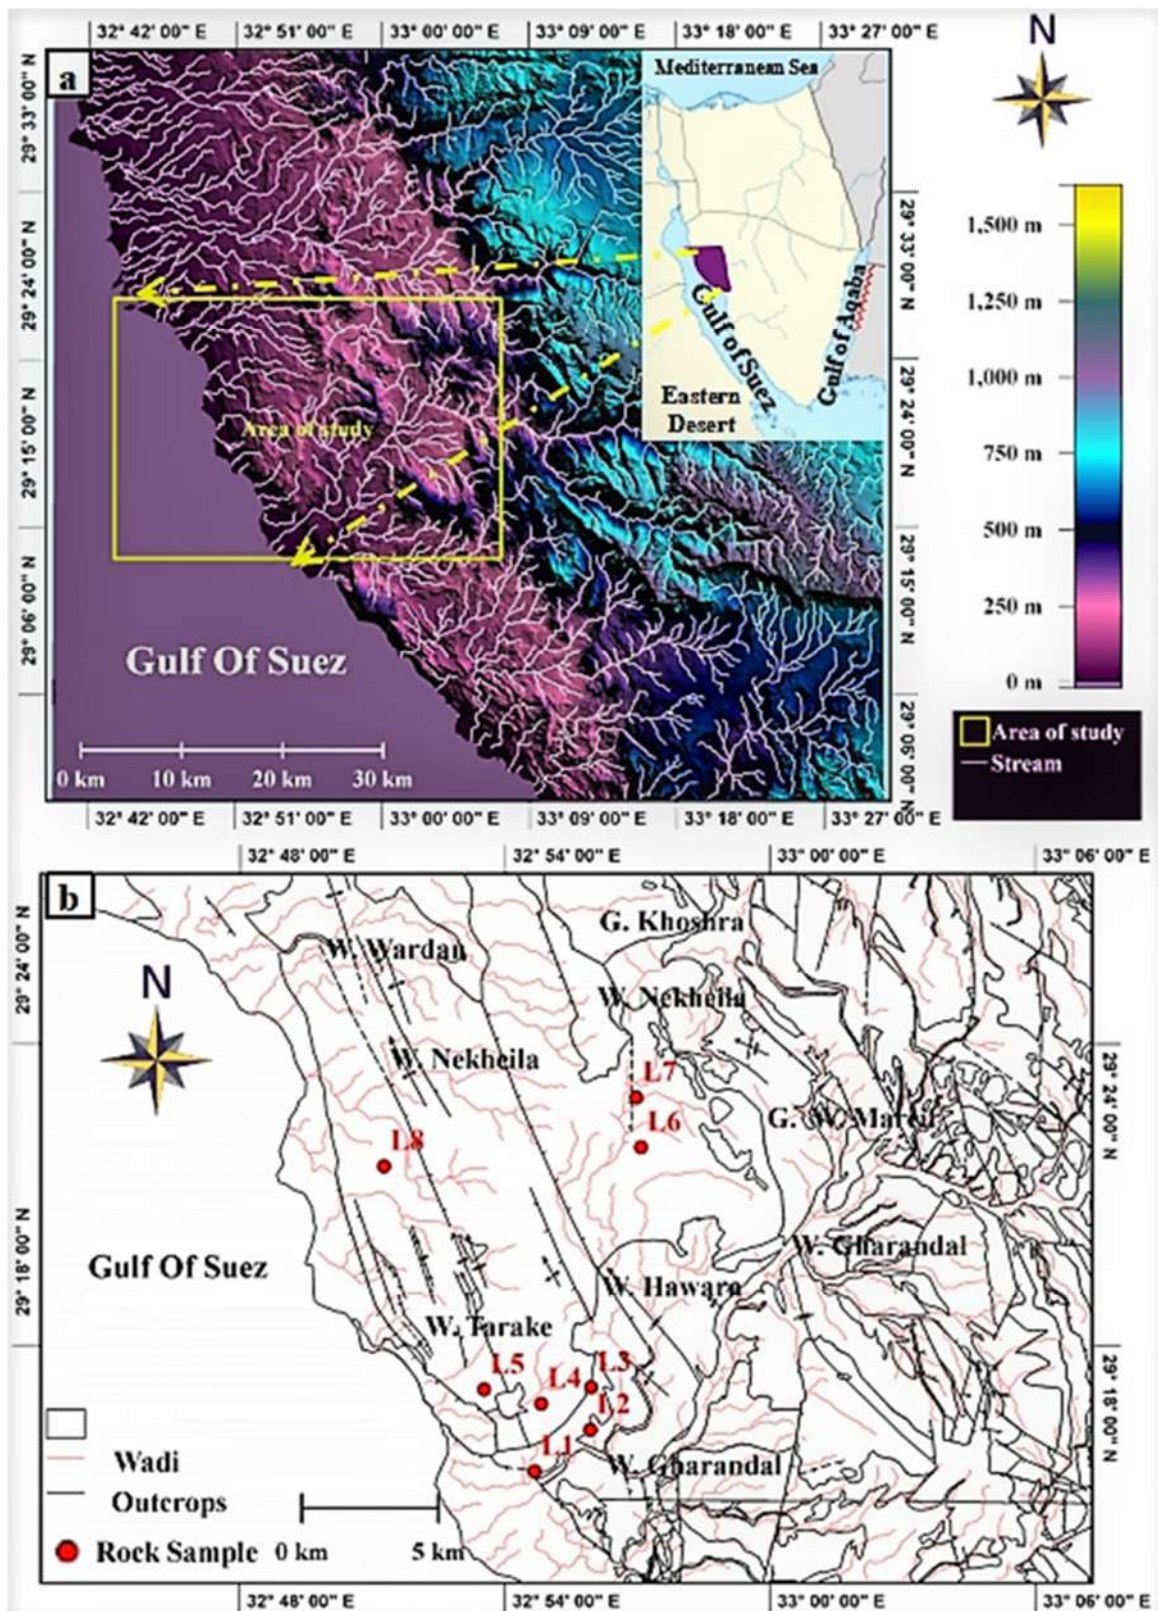 32° 42' 00" E
32° 51' 00" E
33° 00' 00" E
33° 09' 00" E
33° 18' 00" E
33° 27' 00" E
N
a
Mediterranean Sea
Gulf of Suez
Gulf of Aqaba
Eastern
Desert
29° 33' 00" N
29° 24' 00" N
29° 15' 00" N
29° 06' 00" N
Area of study
Gulf Of Suez
0 km
10 km
20 km
30 km
29° 33' 00" N
29° 24' 00" N
29° 15' 00" N
29° 06' 00" N
1,500 m
1,250 m
1,000 m
750 m
500 m
250 m
0 m
Area of study
Stream
32° 42' 00" E
32° 51' 00" E
33° 00' 00" E
33° 09' 00" E
33° 18' 00" E
33° 27' 00" E
32° 48' 00" E
32° 54' 00" E
33° 00' 00" E
33° 06' 00" E
b
N
29° 24' 00" N
29° 18' 00" N
G. Khoshra
W. Wardan
W. Nekheila
W. Nekheila
L7
L6
G. W. Mareii
L8
W. Gharandal
Gulf Of Suez
W. Hawara
W. Tarake
L5
L4
L3
L2
L1
W. Gharandal
Wadi
Outcrops
Rock Sample
0 km
5 km
29° 24' 00" N
29° 18' 00" N
32° 48' 00" E
32° 54' 00" E
33° 00' 00" E
33° 06' 00" E